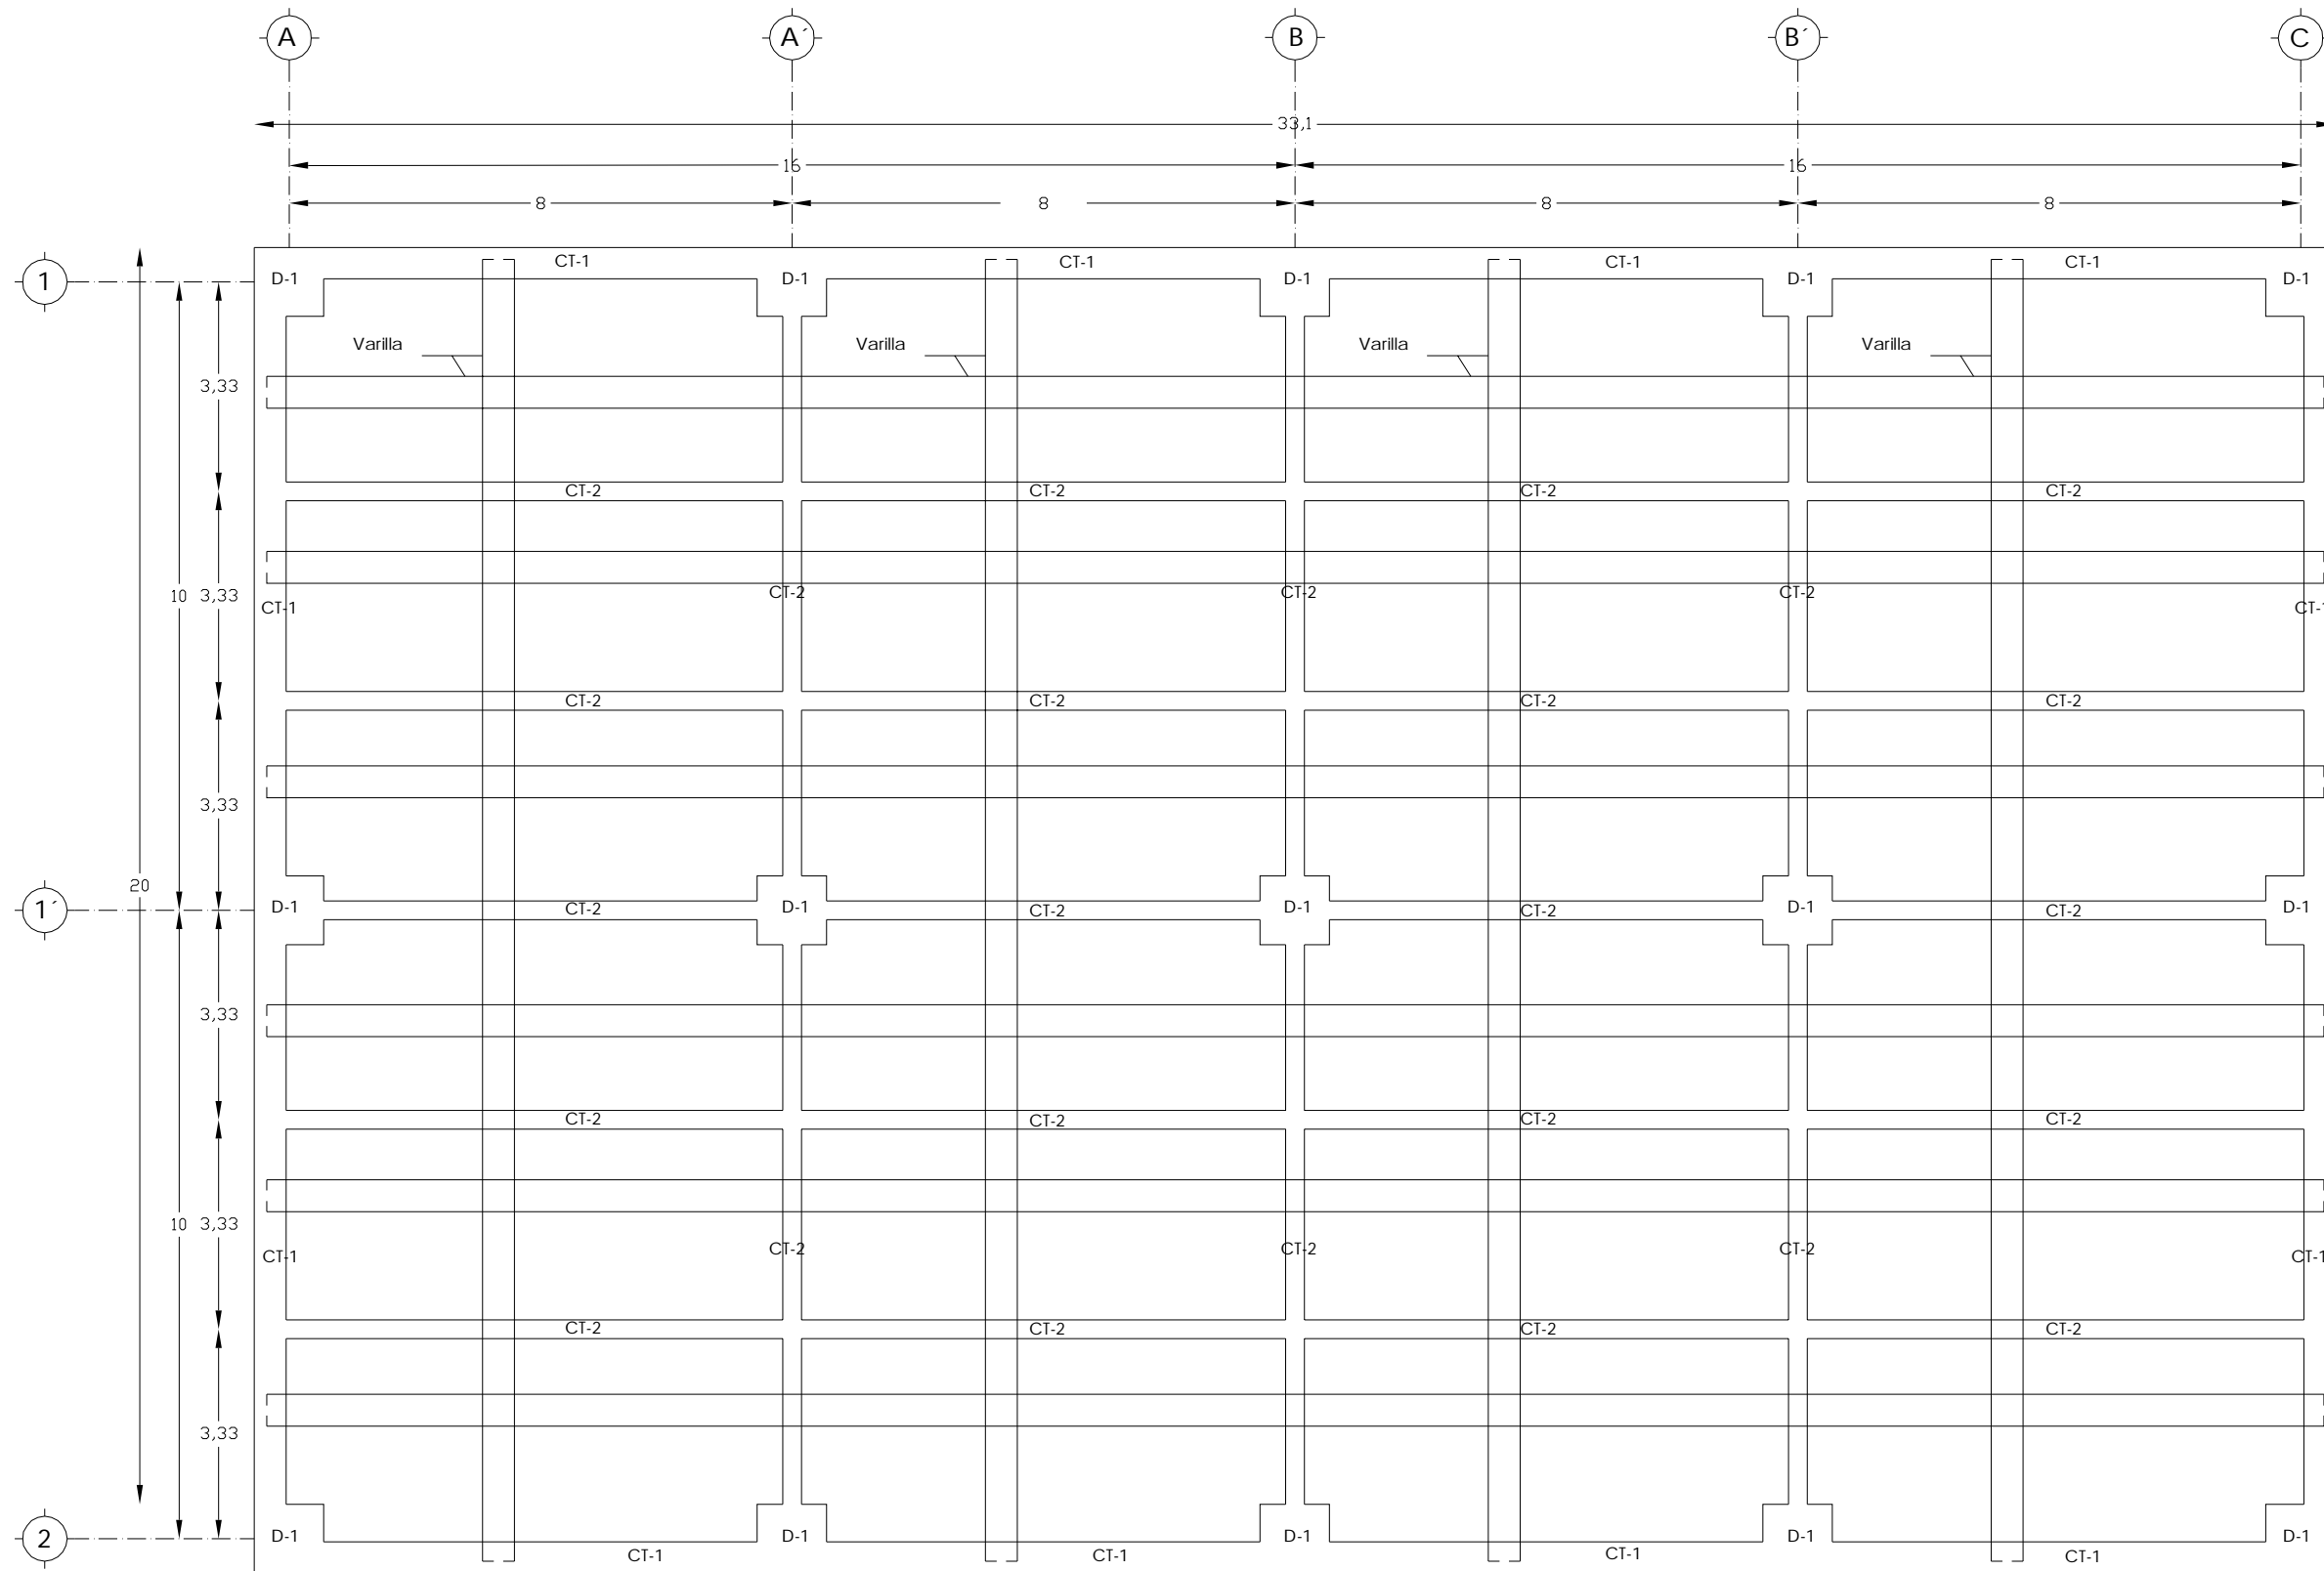 A A´ B B´ C
33,1
16 16
8 8 8 8
CT-1 CT-1 CT-1 CT-1
1 D-1 D-1 D-1 D-1 D-1
Varilla Varilla Varilla Varilla
3,33
CT-2 CT-2 CT-2 CT-2
CT-2 CT-2 CT-2
10 3,33
CT-1 CT-1
CT-2 CT-2 CT-2 CT-2
3,33
20
1´ D-1 CT-2 D-1 CT-2 D-1 CT-2 D-1 CT-2 D-1
3,33
CT-2 CT-2 CT-2 CT-2
10 3,33
CT-2 CT-2 CT-2
CT-1 CT-1
CT-2 CT-2 CT-2 CT-2
3,33
2 D-1 D-1 D-1 D-1 D-1
CT-1 CT-1 CT-1 CT-1